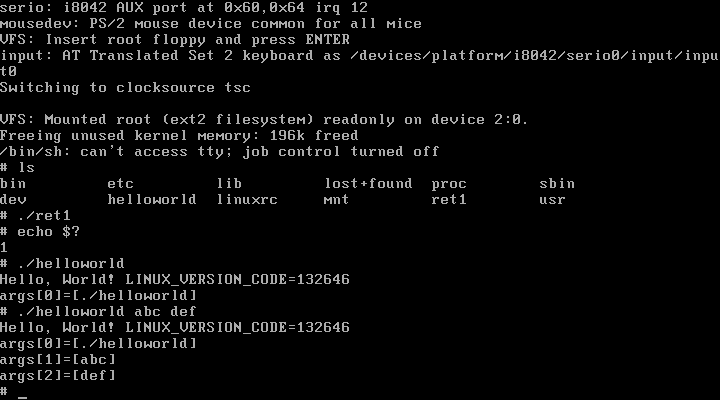 serio: i8042 AUX port at 0x60,0x64 irq 12
mousedev: PS/2 mouse device common for all mice
VFS: Insert root floppy and press ENTER
input: AT Translated Set 2 keyboard as /devices/platform/i8042/serio0/input/inpu
t0
Switching to clocksource tsc

VFS: Mounted root (ext2 filesystem) readonly on device 2:0.
Freeing unused kernel memory: 196k freed
/bin/sh: can't access tty; job control turned off
# ls
bin          etc          lib          lost+found   proc         sbin
dev          helloworld   linuxrc      mnt          ret1         usr
# ./ret1
# echo $?
1
# ./helloworld
Hello, World! LINUX_VERSION_CODE=132646
args[0]=[./helloworld]
# ./helloworld abc def
Hello, World! LINUX_VERSION_CODE=132646
args[0]=[./helloworld]
args[1]=[abc]
args[2]=[def]
# _